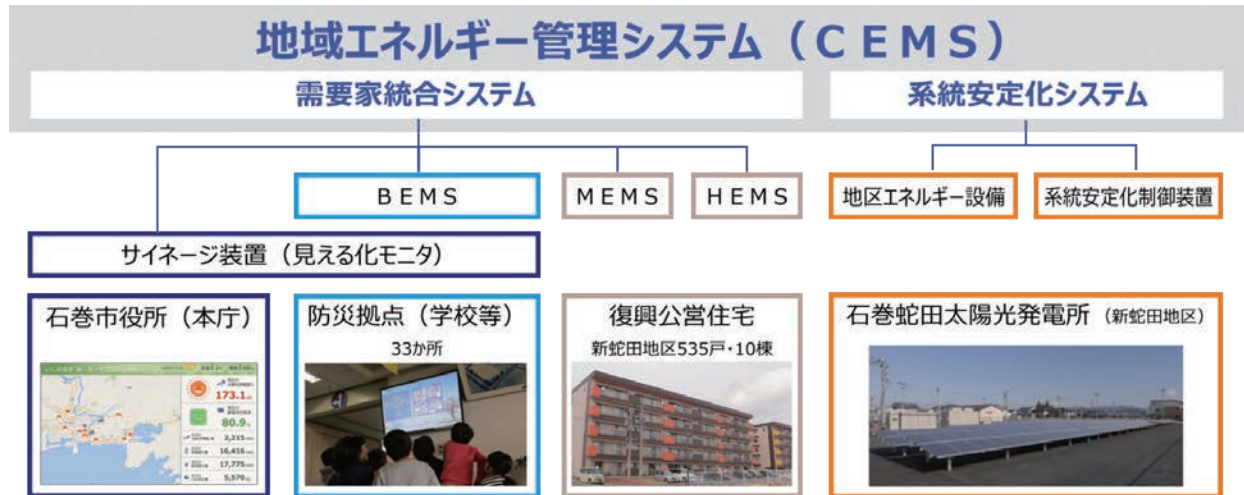 地域エネルギー管理システム（ＣＥＭＳ）
需要家統合システム
系統安定化システム
ＢＥＭＳ
ＭＥＭＳ
ＨＥＭＳ
地区エネルギー設備
系統安定化制御装置
サイネージ装置（見える化モニタ）
石巻市役所（本庁）
防災拠点（学校等）
33か所
復興公営住宅
新蛇田地区535戸・10棟
石巻蛇田太陽光発電所（新蛇田地区）
173.1
80.9
2,215
16,416
17,775
5,570